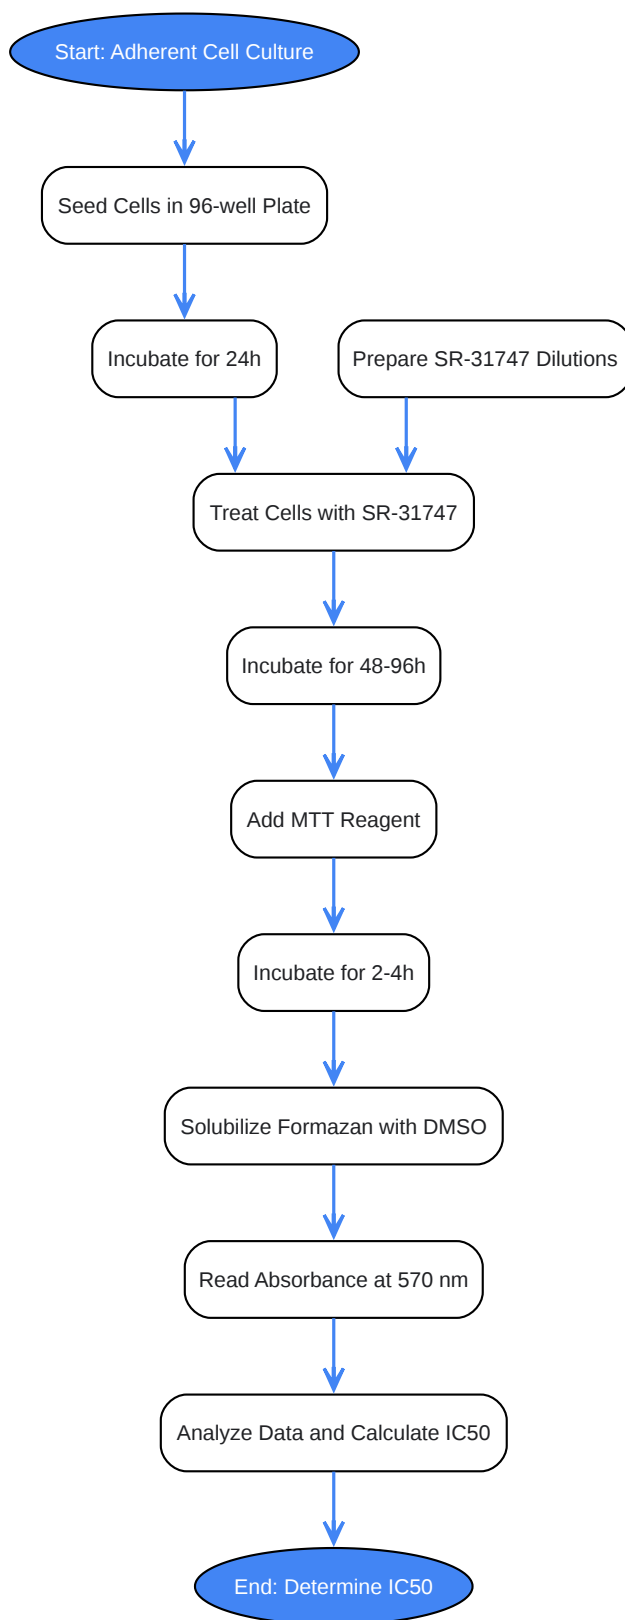 Start: Adherent Cell Culture
Seed Cells in 96-well Plate
Incubate for 24h
Prepare SR-31747 Dilutions
Treat Cells with SR-31747
Incubate for 48-96h
Add MTT Reagent
Incubate for 2-4h
Solubilize Formazan with DMSO
Read Absorbance at 570 nm
Analyze Data and Calculate IC50
End: Determine IC50